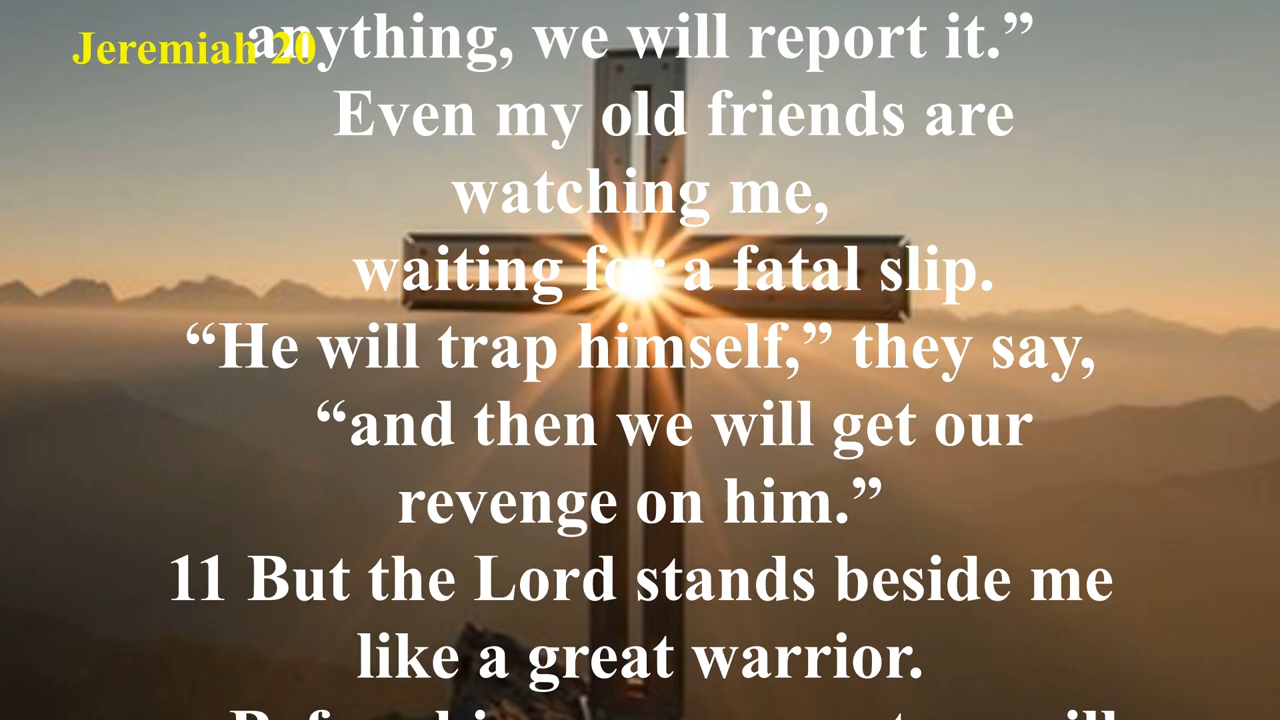 Jeremiah 20
anything, we will report it.”
Even my old friends are
watching me,
waiting for a fatal slip.
“He will trap himself,” they say,
“and then we will get our
revenge on him.”
11 But the Lord stands beside me
like a great warrior.